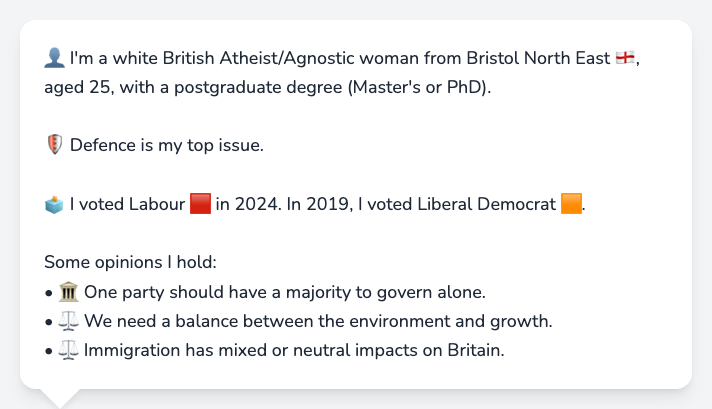 👤 I'm a white British Atheist/Agnostic woman from Bristol North East 🏴󠁧󠁢󠁥󠁮󠁧󠁿,
aged 25, with a postgraduate degree (Master's or PhD).
🛡️ Defence is my top issue.
🗳️ I voted Labour 🟥 in 2024. In 2019, I voted Liberal Democrat 🟧.
Some opinions I hold:
• 🏛️ One party should have a majority to govern alone.
• ⚖️ We need a balance between the environment and growth.
• ⚖️ Immigration has mixed or neutral impacts on Britain.